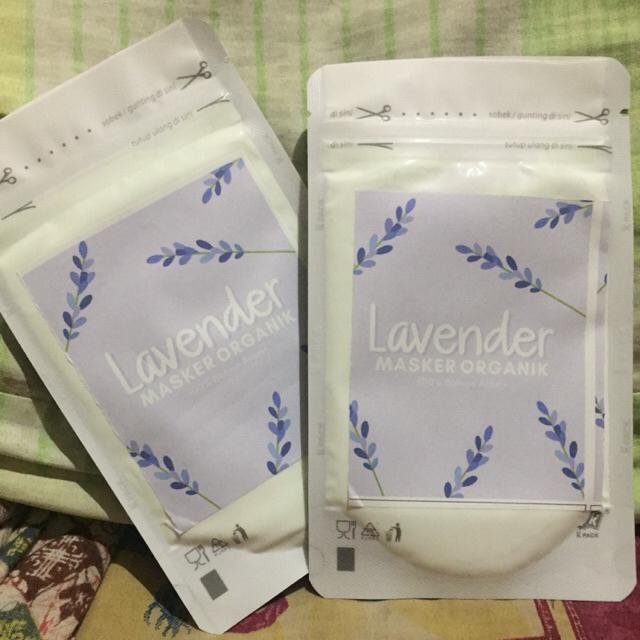 sobek / gunting di sini
tutup ulang di sini
Lavender
MASKER ORGANIK
di sini
sobek / gunting di sini
di sini
tutup ulang di sini
Lavender
MASKER ORGANIK